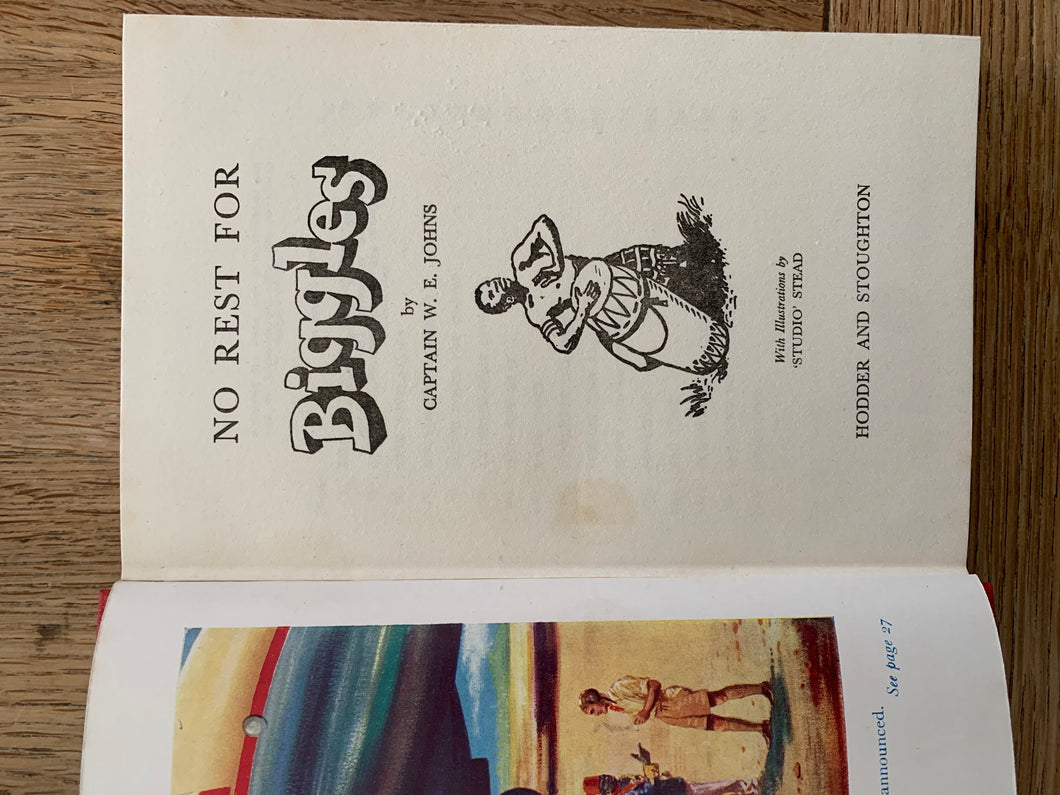 NO REST FOR
Biggles
by
CAPTAIN W. E. JOHNS
With Illustrations by
'STUDIO' STEAD
HODDER AND STOUGHTON
announced. See page 27